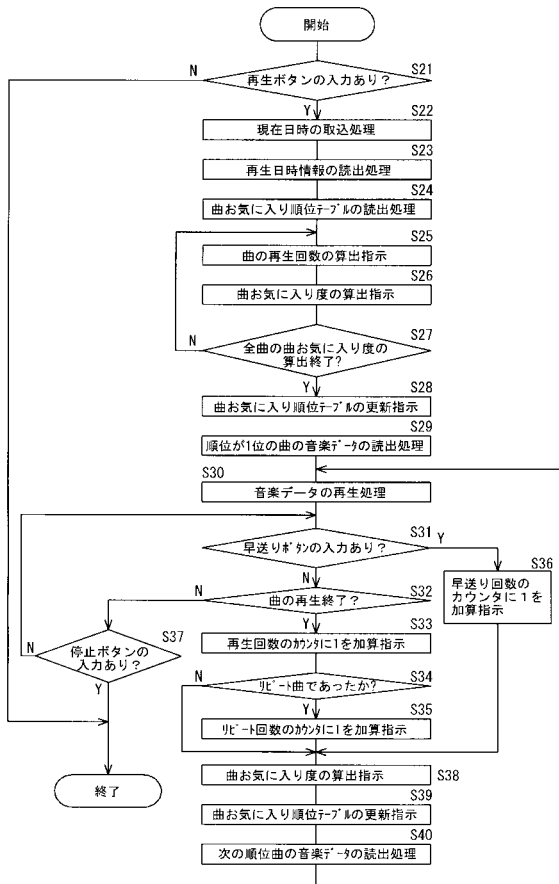 開始
N
再生ボタンの入力あり?
S21
Y
S22
現在日時の取込処理
S23
再生日時情報の読出処理
S24
曲お気に入り順位テーブルの読出処理
S25
曲の再生回数の算出指示
S26
曲お気に入り度の算出指示
S27
N
全曲の曲お気に入り度の
算出終了?
Y
S28
曲お気に入り順位テーブルの更新指示
S29
順位が1位の曲の音楽データの読出処理
S30
音楽データの再生処理
S31
早送りボタンの入力あり?
Y
S36
早送り回数の
カウンタに1を
加算指示
N
S32
N
曲の再生終了?
Y
S33
再生回数のカウンタに1を加算指示
S37
N
停止ボタンの
入力あり?
Y
S34
N
リピート曲であったか?
Y
S35
リピート回数のカウンタに1を加算指示
終了
曲お気に入り度の算出指示
S38
S39
曲お気に入り順位テーブルの更新指示
S40
次の順位曲の音楽データの読出処理